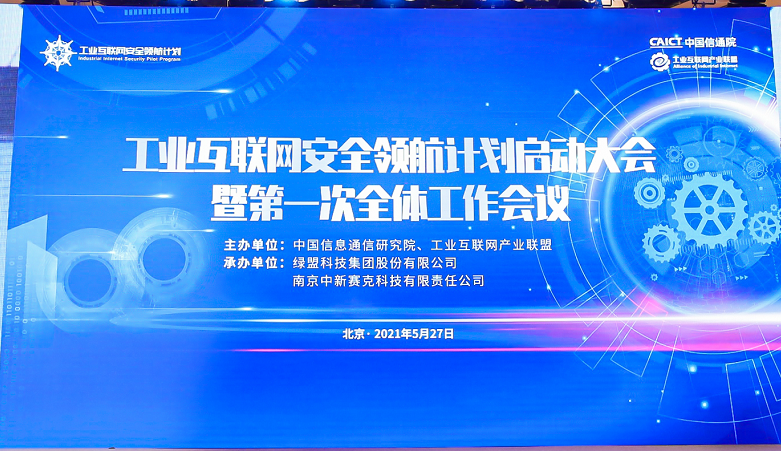 工业互联网安全领航计划
Industrial Internet Security Pilot Program
CAICT 中国信通院
工业互联网产业联盟
Alliance of Industrial Internet
工业互联网安全领航计划启动大会
暨第一次全体工作会议
主办单位：中国信息通信研究院、工业互联网产业联盟
承办单位：绿盟科技集团股份有限公司
南京中新赛克科技有限责任公司
北京·2021年5月27日